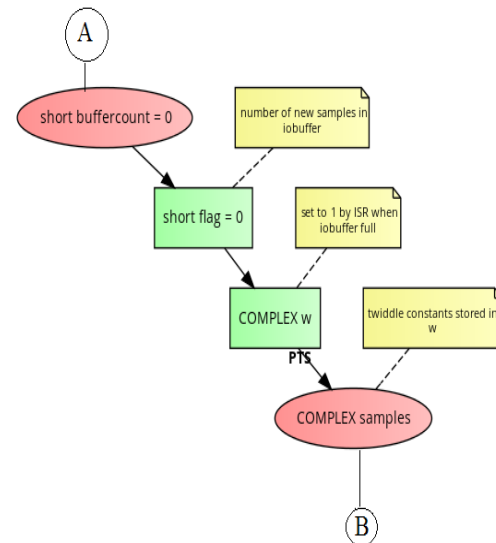 A
short buffercount = 0
number of new samples in
iobuffer
short flag = 0
set to 1 by ISR when
iobuffer full
COMPLEX w
PTS
twiddle constants stored in
w
COMPLEX samples
B